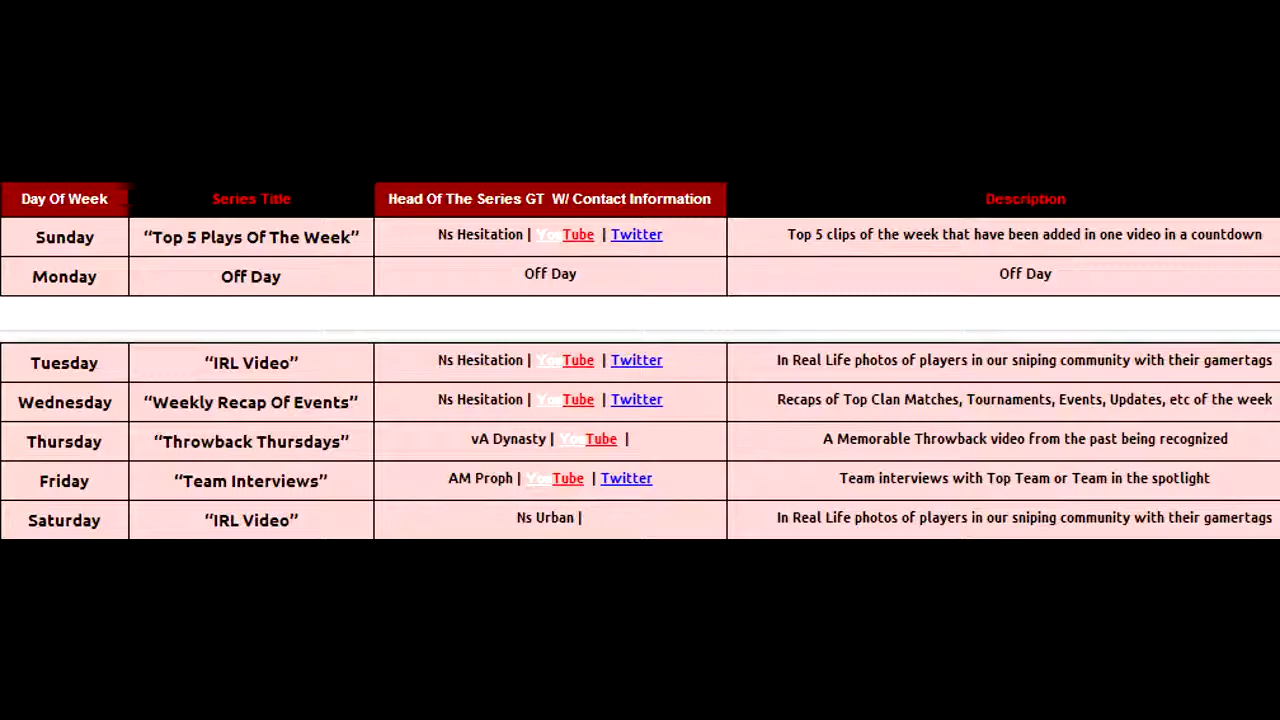 Day Of Week Series Title Head Of The Series GT W/ Contact Information Description
Sunday “Top 5 Plays Of The Week” Ns Hesitation | YouTube | Twitter Top 5 clips of the week that have been added in one video in a countdown
Monday Off Day Off Day Off Day
Tuesday “IRL Video” Ns Hesitation | YouTube | Twitter In Real Life photos of players in our sniping community with their gamertags
Wednesday “Weekly Recap Of Events” Ns Hesitation | YouTube | Twitter Recaps of Top Clan Matches, Tournaments, Events, Updates, etc of the week
Thursday “Throwback Thursdays” vA Dynasty | YouTube | A Memorable Throwback video from the past being recognized
Friday “Team Interviews” AM Proph | YouTube | Twitter Team interviews with Top Team or Team in the spotlight
Saturday “IRL Video” Ns Urban | In Real Life photos of players in our sniping community with their gamertags